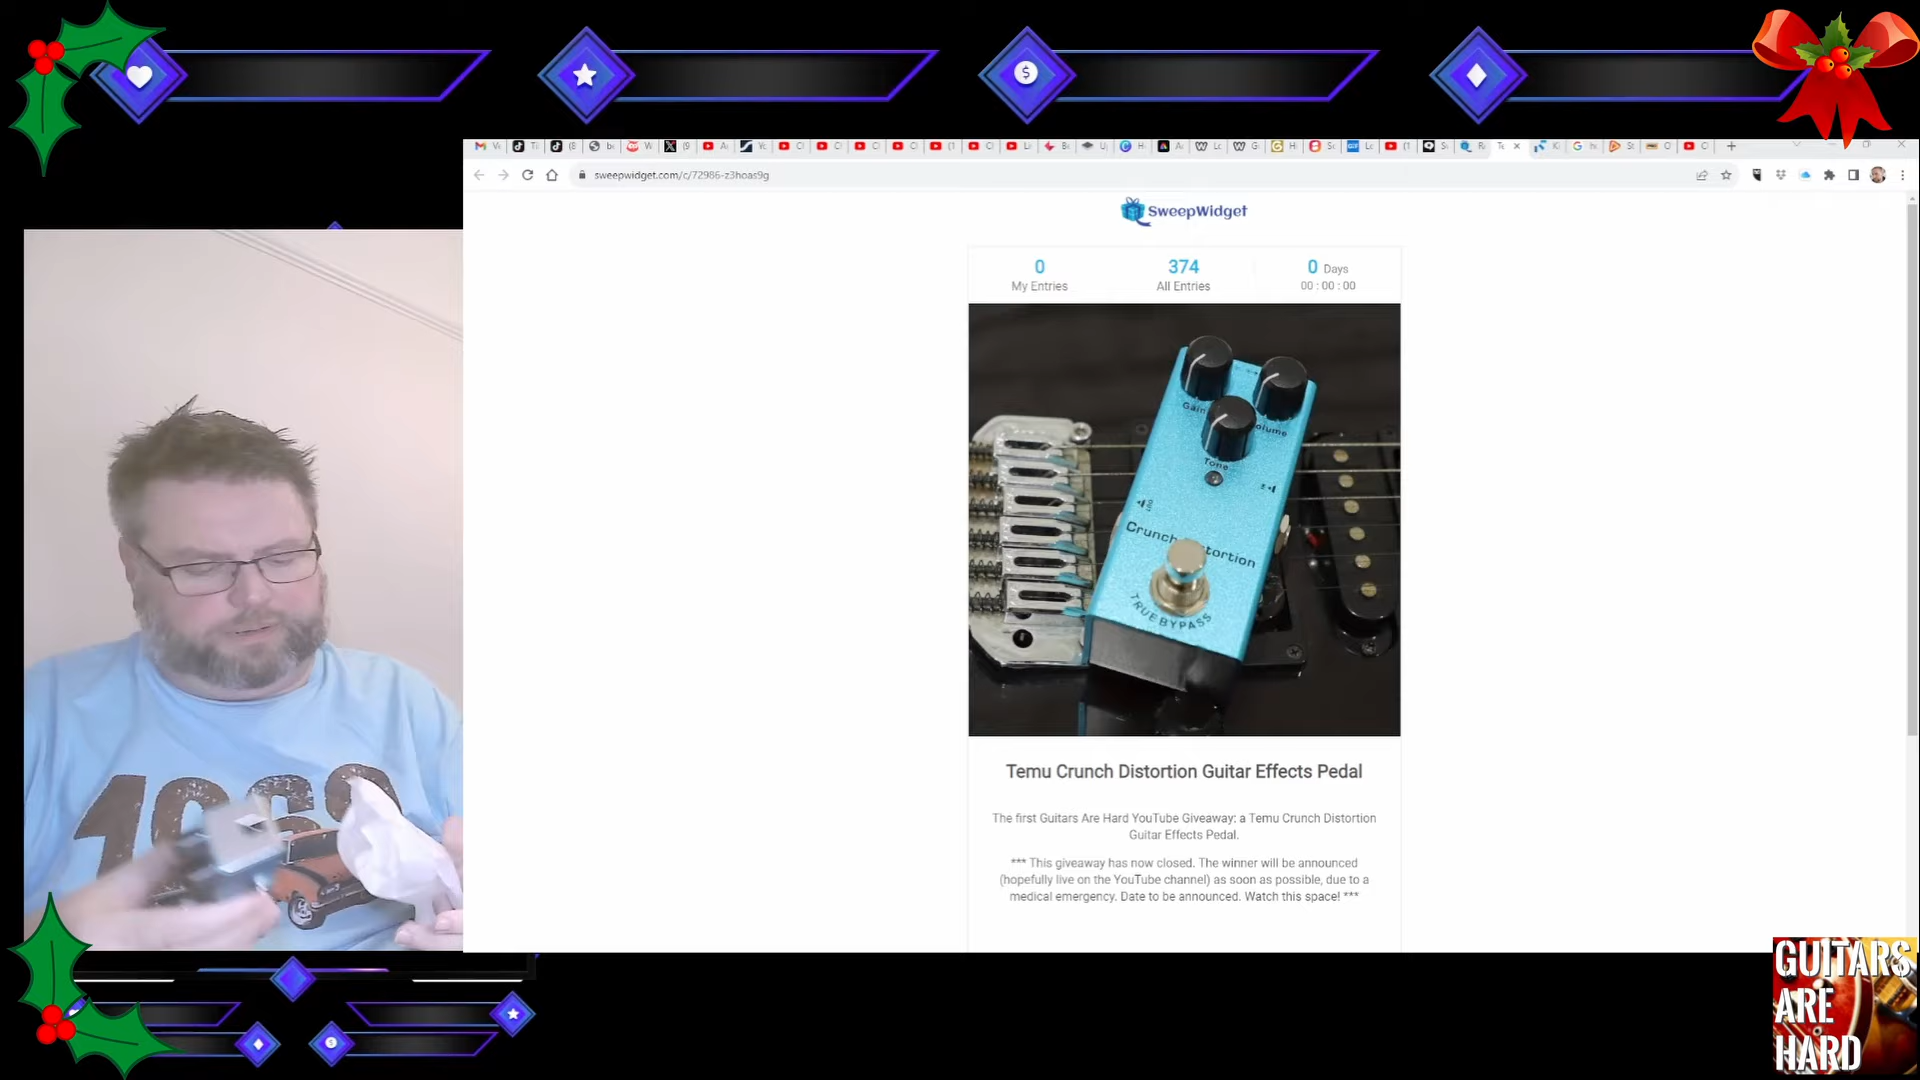 sweepwidget.com/c/72986-z3hoas9g
SweepWidget
0
My Entries
374
All Entries
0 Days
00 : 00 : 00
Gain
Volume
Tone
Crunch Distortion
TRUE BYPASS
Temu Crunch Distortion Guitar Effects Pedal
The first Guitars Are Hard YouTube Giveaway: a Temu Crunch Distortion
Guitar Effects Pedal.
*** This giveaway has now closed. The winner will be announced
(hopefully live on the YouTube channel) as soon as possible, due to a
medical emergency. Date to be announced. Watch this space! ***
1969
GUITARS
ARE
HARD